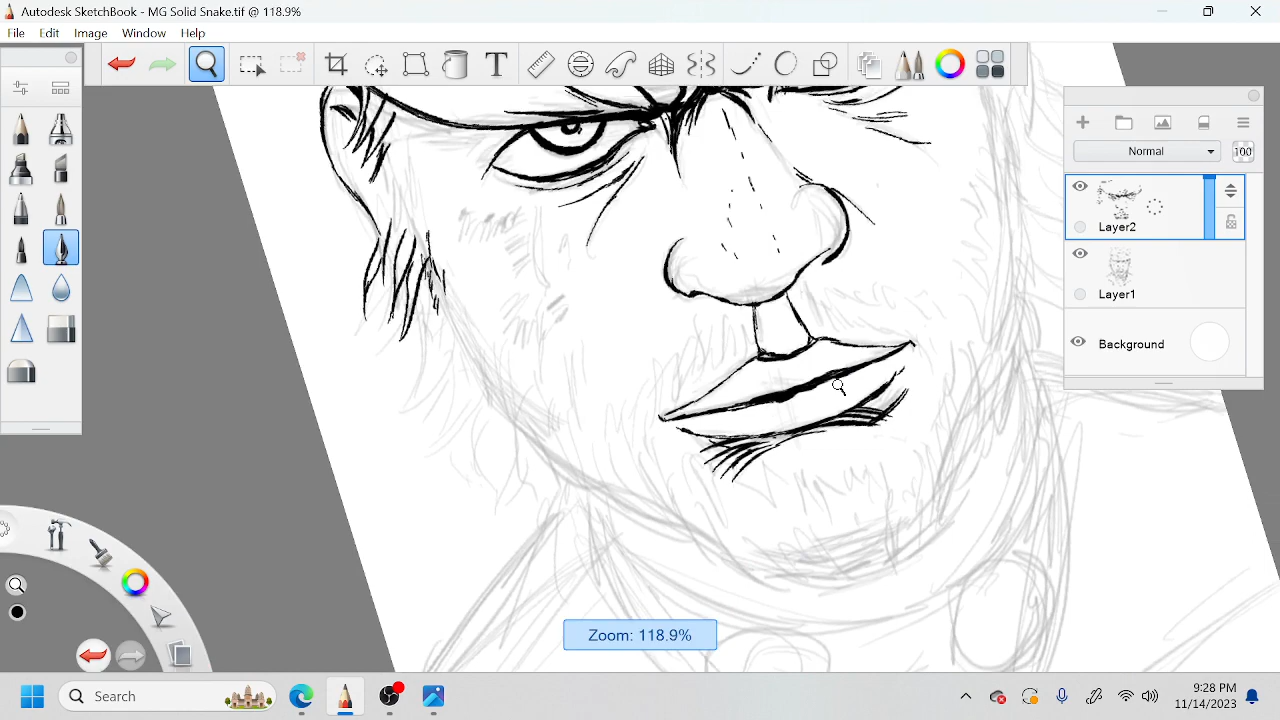 Autodesk SketchBook - MG Solid Snake.tif @ 118.9%
File Edit Image Window Help
T
Normal
100
Layer2
Layer1
Background
Zoom: 118.9%
Search
9:28 PM
11/14/2023